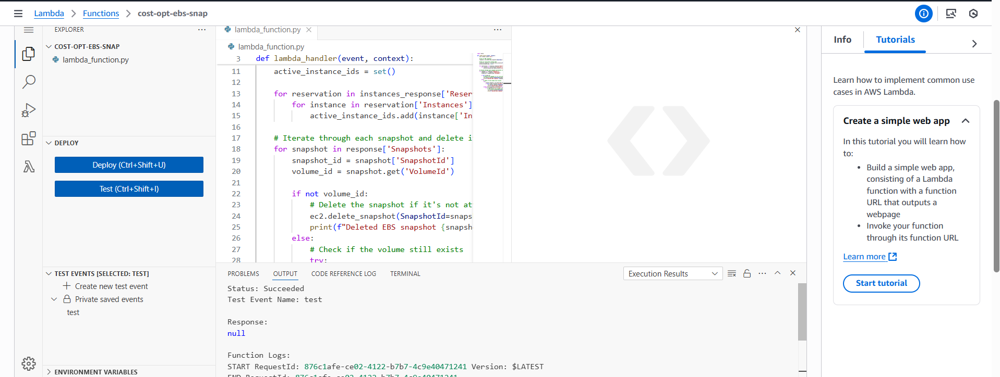 Lambda > Functions > cost-opt-ebs-snap
EXPLORER
COST-OPT-EBS-SNAP
lambda_function.py
DEPLOY
Deploy (Ctrl+Shift+U)
Test (Ctrl+Shift+I)
TEST EVENTS [SELECTED: TEST]
Create new test event
Private saved events
test
ENVIRONMENT VARIABLES
lambda_function.py
lambda_function.py
3 def lambda_handler(event, context):
11 active_instance_ids = set()
12
13 for reservation in instances_response['Reser
14 for instance in reservation['Instances']
15 active_instance_ids.add(instance['In
16
17 # Iterate through each snapshot and delete i
18 for snapshot in response['Snapshots']:
19 snapshot_id = snapshot['SnapshotId']
20 volume_id = snapshot.get('VolumeId')
21
22 if not volume_id:
23 # Delete the snapshot if it's not at
24 ec2.delete_snapshot(SnapshotId=snaps
25 print(f"Deleted EBS snapshot {snapsh
26 else:
27 # Check if the volume still exists
28 try:
PROBLEMS OUTPUT CODE REFERENCE LOG TERMINAL
Execution Results
Status: Succeeded
Test Event Name: test
Response:
null
Function Logs:
START RequestId: 876c1afe-ce02-4122-b7b7-4c9e40471241 Version: $LATEST
END RequestId: 876c1afe-ce02-4122-b7b7-4c9e40471241
Info Tutorials
Learn how to implement common use
cases in AWS Lambda.
Create a simple web app
In this tutorial you will learn how
to:
• Build a simple web app,
consisting of a Lambda
function with a function
URL that outputs a
webpage
• Invoke your function
through its function URL
Learn more
Start tutorial